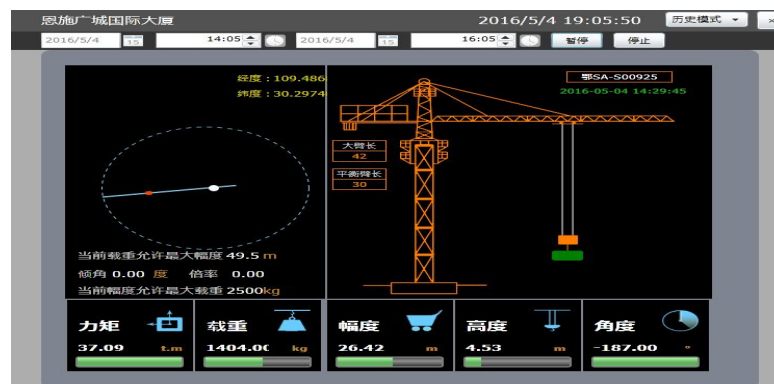 恩施广城国际大厦 2016/5/4 19:05:50 历史模式
2016/5/4 15 14:05 2016/5/4 15 16:05 暂停 停止
经度：109.486
纬度：30.2974
鄂SA-S00925
2016-05-04 14:29:45
大臂长
42
平衡臂长
30
当前载重允许最大幅度 49.5 m
倾角 0.00 度 倍率 0.00
当前幅度允许最大载重 2500kg
力矩 载重 幅度 高度 角度
37.09 t.m 1404.0 kg 26.42 m 4.53 m -187.00 °